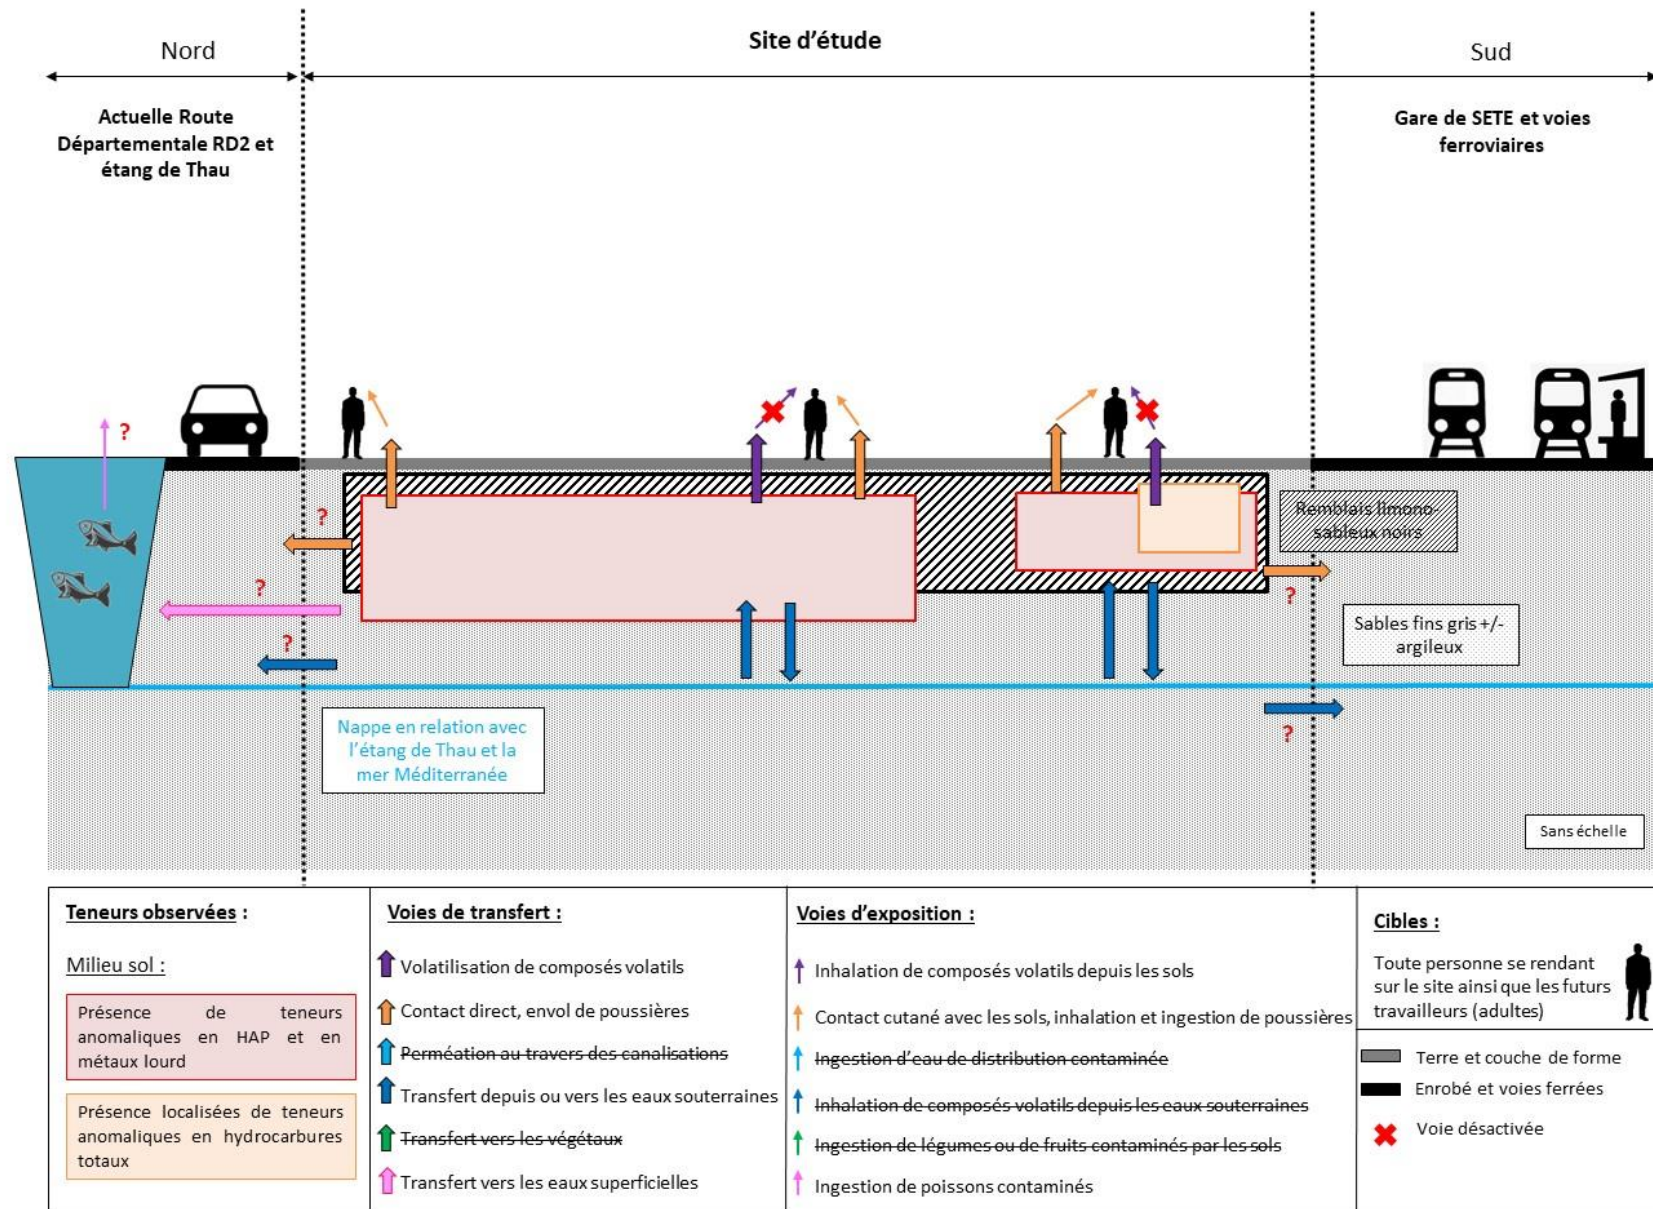 Nord
Site d'étude
Sud
Actuelle Route
Départementale RD2 et
étang de Thau
Gare de SETE et voies
ferroviaires
?
?
?
?
Remblais limono-
sableux noirs
?
Sables fins gris +/-
argileux
?
Nappe en relation avec
l'étang de Thau et la
mer Méditerranée
Sans échelle
Teneurs observées :
Milieu sol :
Présence de teneurs
anomaliques en HAP et en
métaux lourd
Présence localisées de teneurs
anomaliques en hydrocarbures
totaux
Voies de transfert :
Volatilisation de composés volatils
Contact direct, envol de poussières
Perméation au travers des canalisations
Transfert depuis ou vers les eaux souterraines
Transfert vers les végétaux
Transfert vers les eaux superficielles
Voies d'exposition :
Inhalation de composés volatils depuis les sols
Contact cutané avec les sols, inhalation et ingestion de poussières
Ingestion d'eau de distribution contaminée
Inhalation de composés volatils depuis les eaux souterraines
Ingestion de légumes ou de fruits contaminés par les sols
Ingestion de poissons contaminés
Cibles :
Toute personne se rendant
sur le site ainsi que les futurs
travailleurs (adultes)
Terre et couche de forme
Enrobé et voies ferrées
Voie désactivée